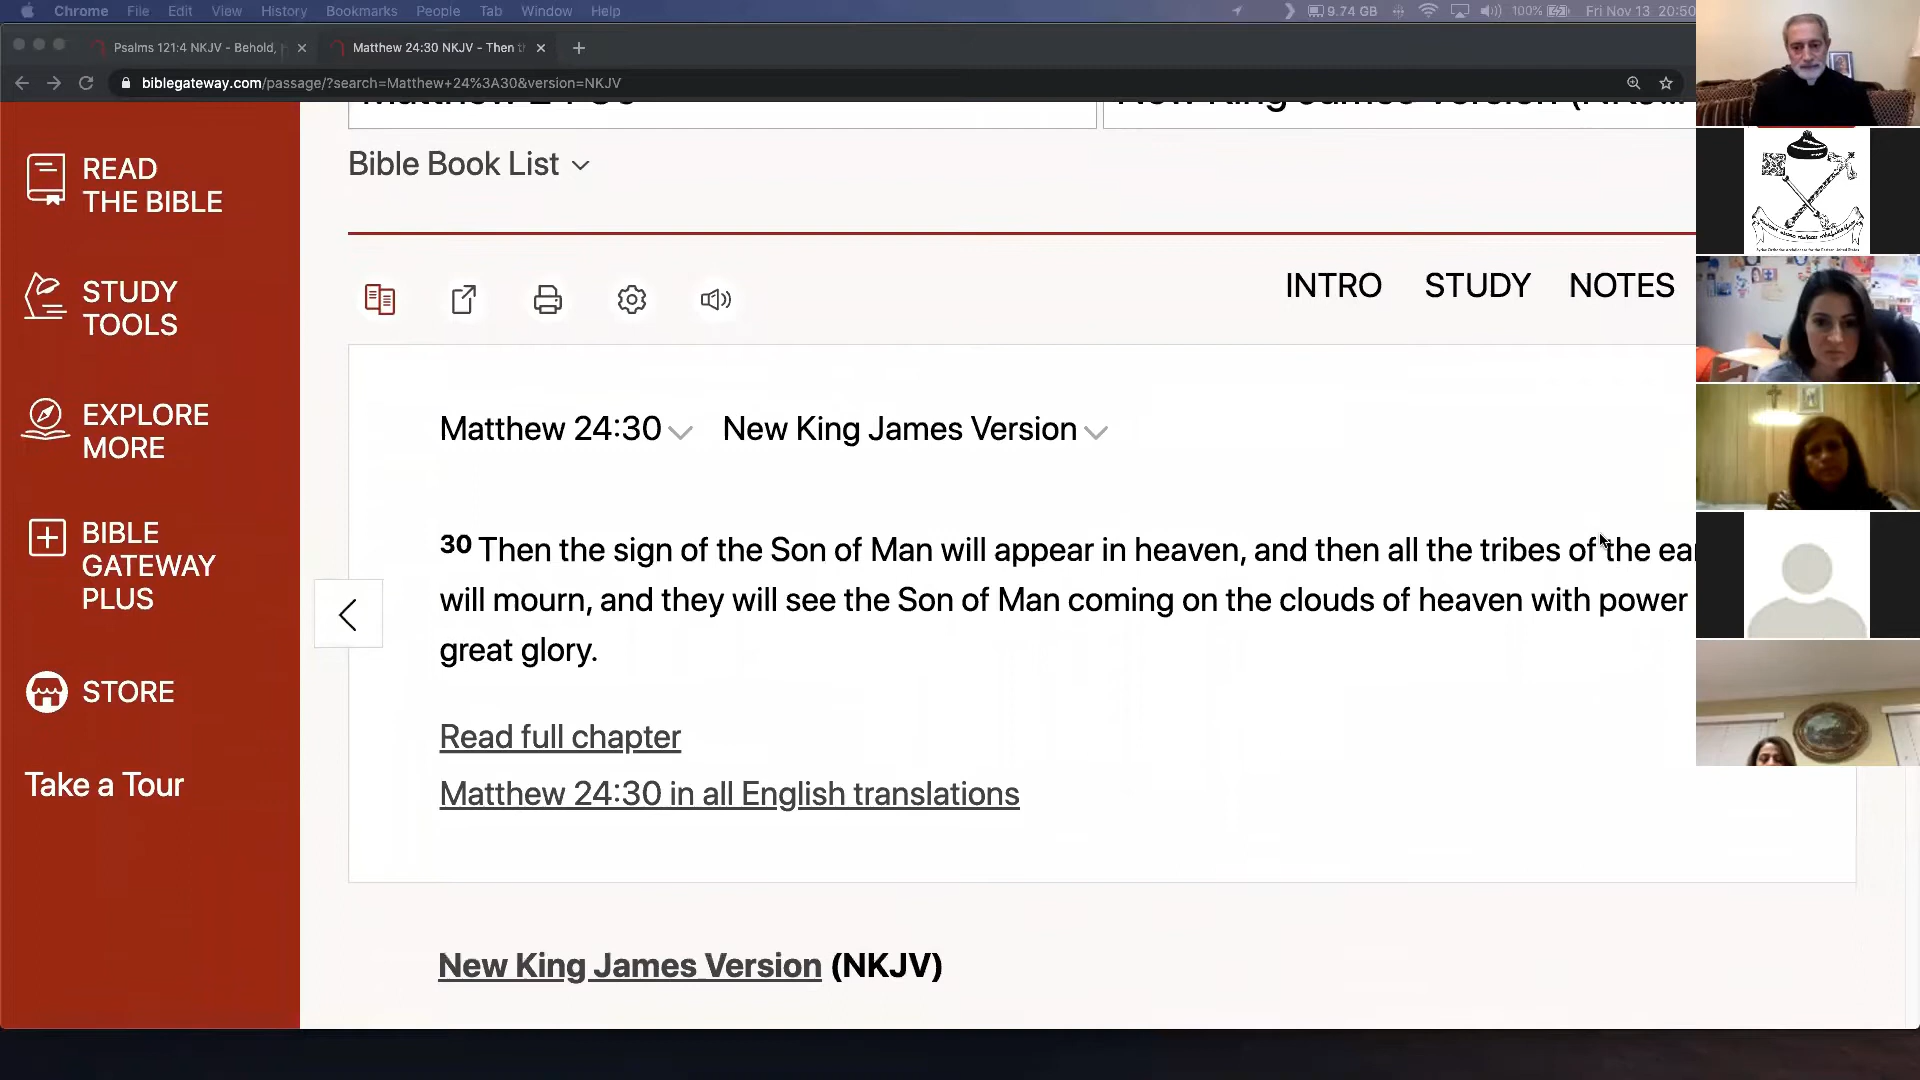 Chrome File Edit View History Bookmarks People Tab Window Help 9.74 GB 100% Fri Nov 13 20:50
Psalms 121:4 NKJV - Behold,
Matthew 24:30 NKJV - Then t
biblegateway.com/passage/?search=Matthew+24%3A30&version=NKJV
Bible Book List
READ
THE BIBLE
STUDY
TOOLS
EXPLORE
MORE
BIBLE
GATEWAY
PLUS
STORE
Take a Tour
INTRO STUDY NOTES
Matthew 24:30 New King James Version
30 Then the sign of the Son of Man will appear in heaven, and then all the tribes of the ear
will mourn, and they will see the Son of Man coming on the clouds of heaven with power
great glory.
Read full chapter
Matthew 24:30 in all English translations
New King James Version (NKJV)